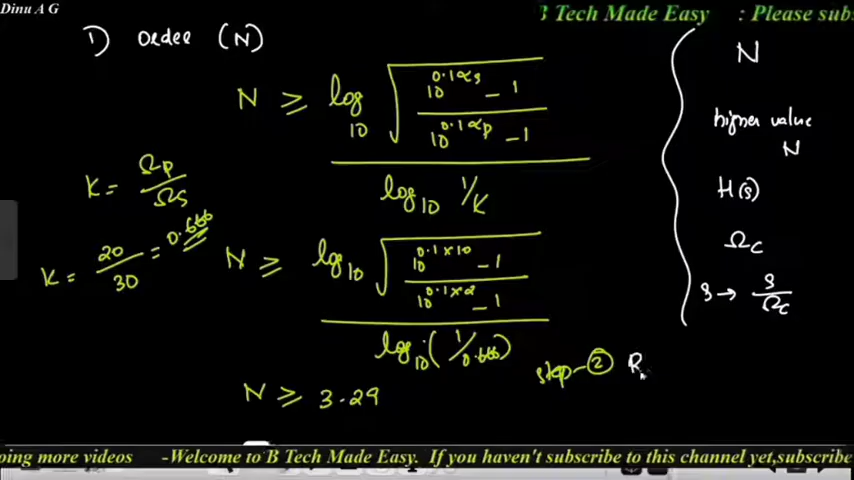 Dinu A G
B Tech Made Easy : Please subs
1) order (N)
N ≥ log10 √((10^0.1αs − 1)/(10^0.1αp − 1)) / log10 1/K
K = Ωp/Ωs
K = 20/30 = 0.666
N ≥ log10 √((10^0.1×10 − 1)/(10^0.1×2 − 1)) / log10 (1/0.666)
N ≥ 3.29
step-② R
N
higher value
N
H(s)
Ωc
s → s/Ωc
oing more videos -Welcome to B Tech Made Easy. If you haven't subscribe to this channel yet,subscribe